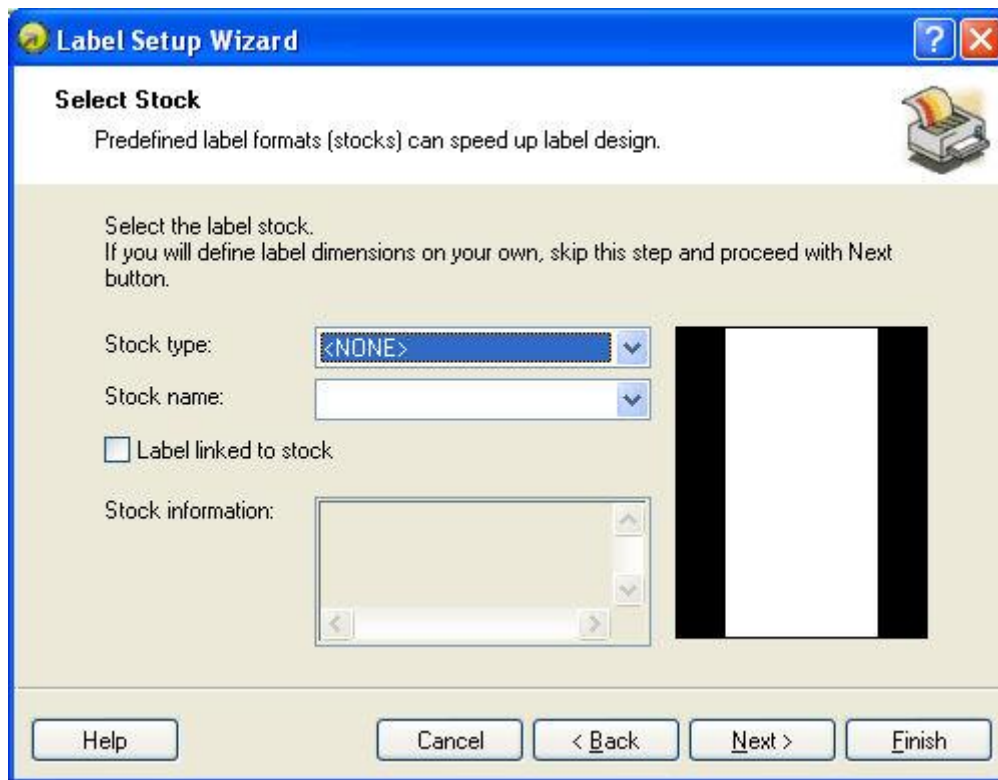 Label Setup Wizard
Select Stock
Predefined label formats (stocks) can speed up label design.
Select the label stock.
If you will define label dimensions on your own, skip this step and proceed with Next
button.
Stock type:
<NONE>
Stock name:
Label linked to stock
Stock information:
Help
Cancel
< Back
Next >
Finish